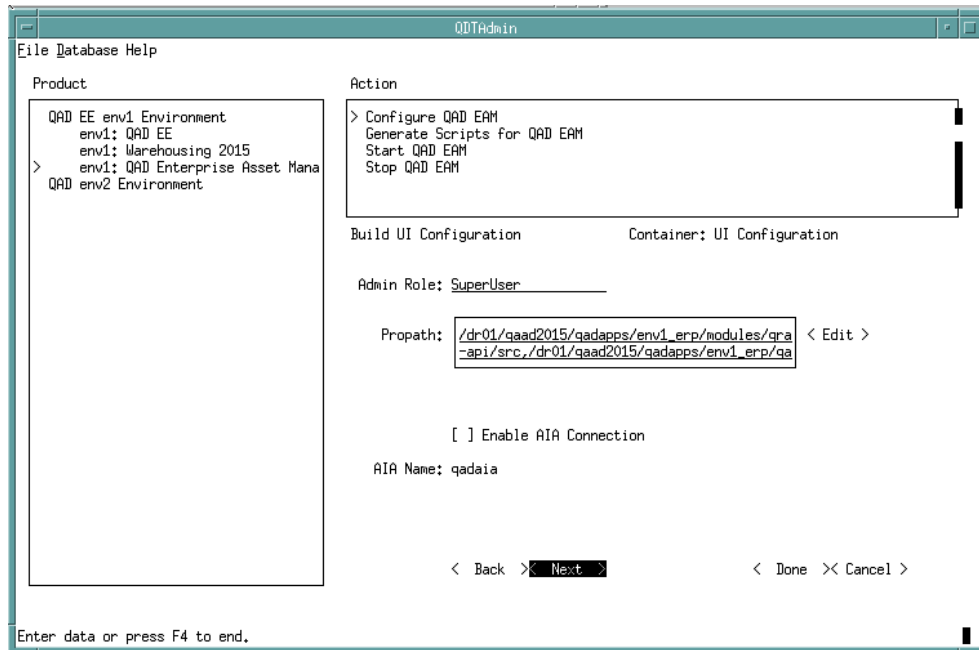 QDTAdmin
File Database Help
Product
QAD EE env1 Environment
env1: QAD EE
env1: Warehousing 2015
> env1: QAD Enterprise Asset Mana
QAD env2 Environment
Action
> Configure QAD EAM
Generate Scripts for QAD EAM
Start QAD EAM
Stop QAD EAM
Build UI Configuration Container: UI Configuration
Admin Role: SuperUser
Propath: /dr01/qaad2015/qadapps/env1_erp/modules/qra < Edit >
-api/src,/dr01/qaad2015/qadapps/env1_erp/qa
[ ] Enable AIA Connection
AIA Name: qadaia
< Back >< Next > < Done >< Cancel >
Enter data or press F4 to end.